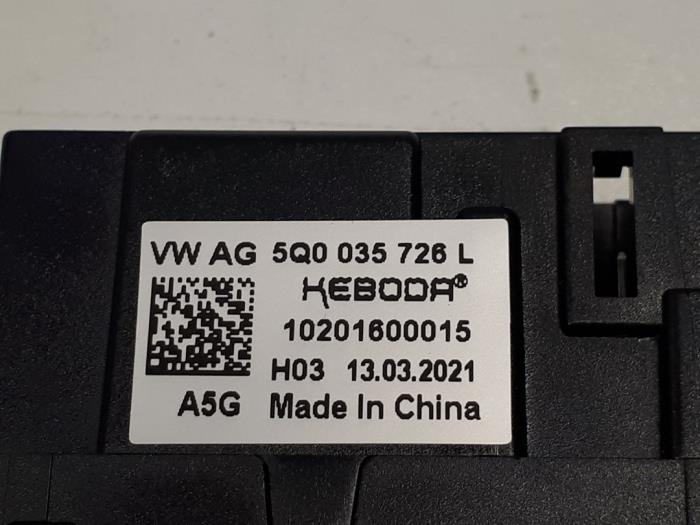 VW AG 5Q0 035 726 L
KEBODA®
10201600015
H03 13.03.2021
A5G Made In China